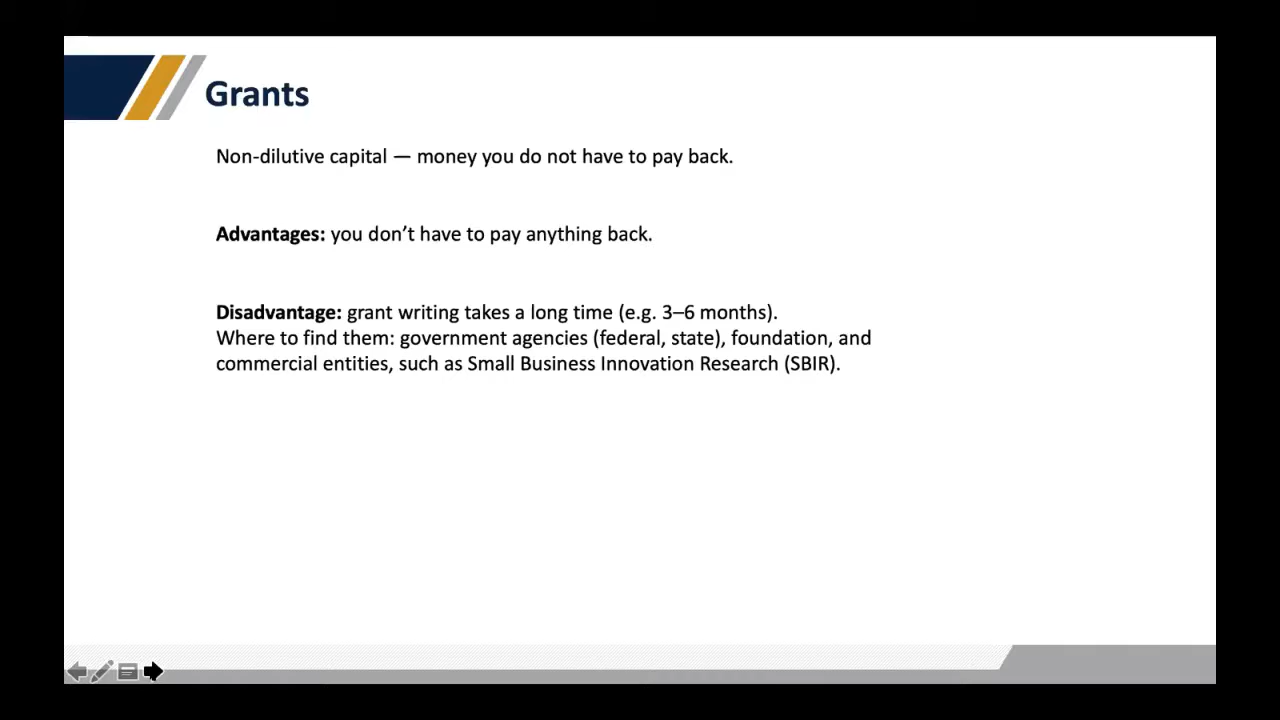 Grants
Non-dilutive capital — money you do not have to pay back.
Advantages: you don’t have to pay anything back.
Disadvantage: grant writing takes a long time (e.g. 3–6 months).
Where to find them: government agencies (federal, state), foundation, and
commercial entities, such as Small Business Innovation Research (SBIR).